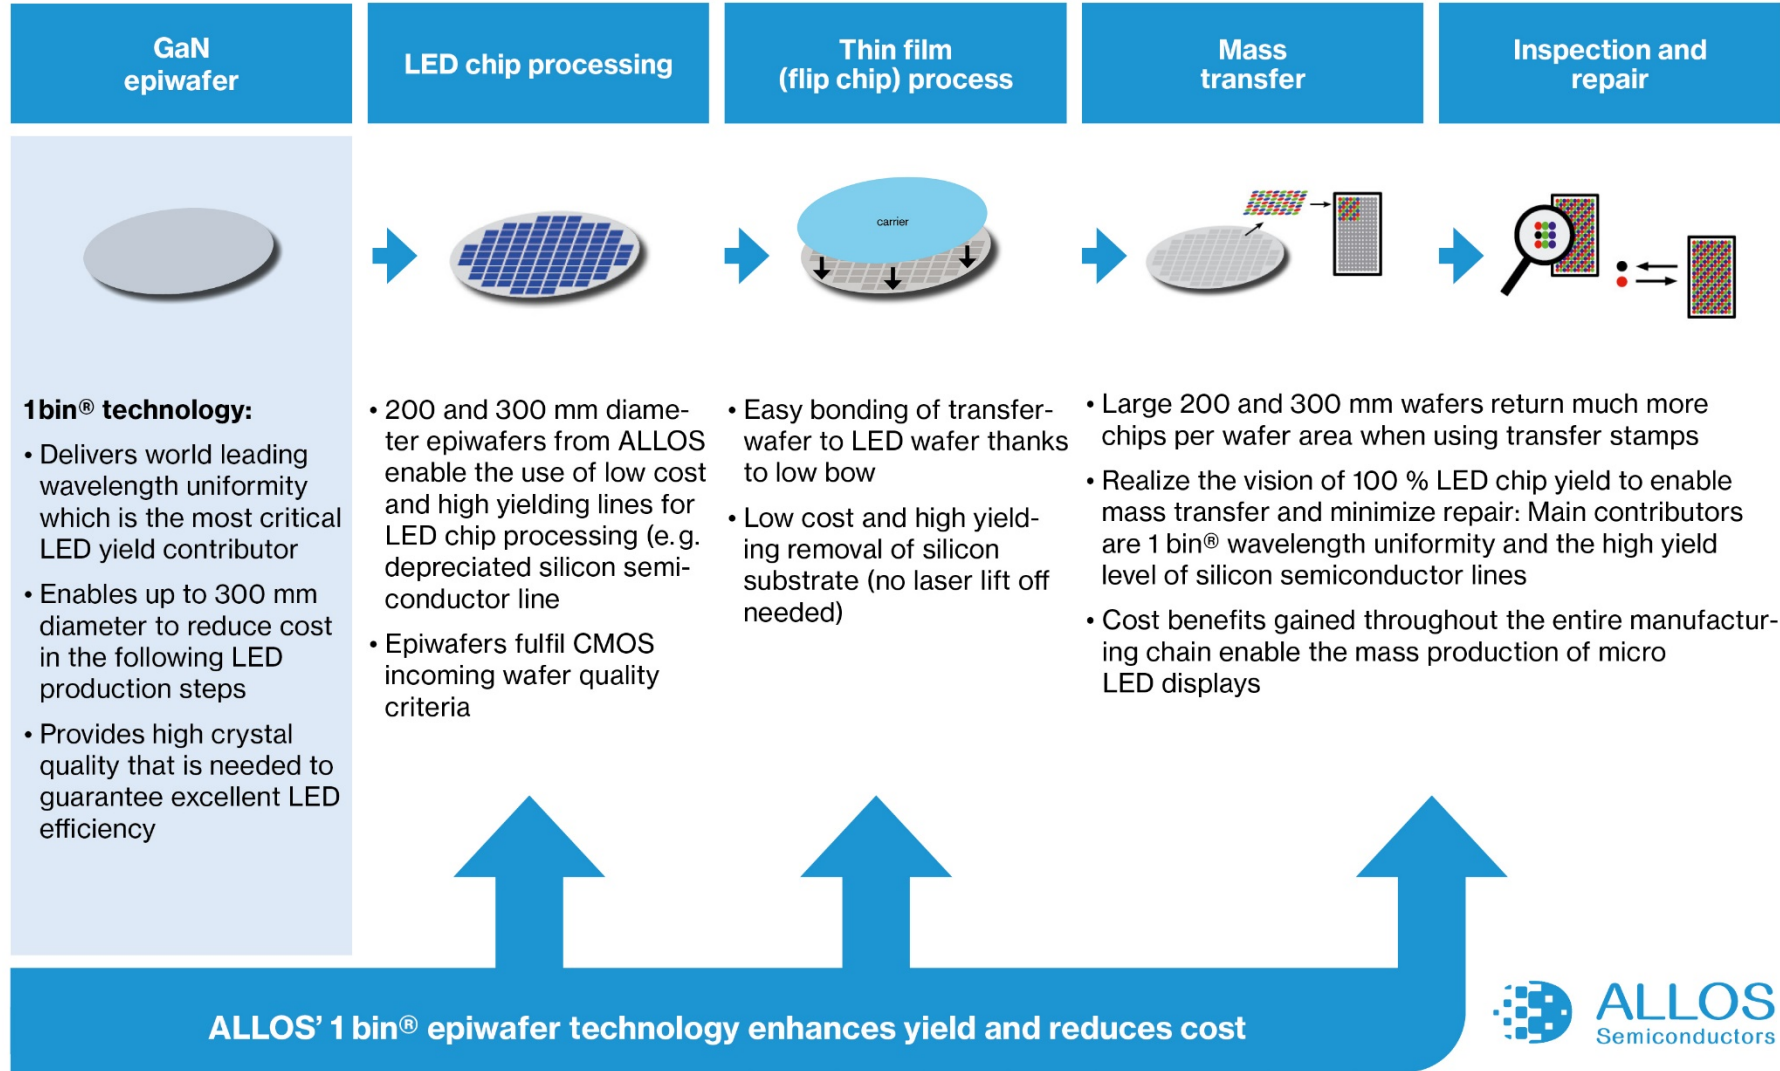 GaN
epiwafer
LED chip processing
Thin film
(flip chip) process
Mass
transfer
Inspection and
repair
carrier
1bin® technology:
• Delivers world leading
wavelength uniformity
which is the most critical
LED yield contributor
• Enables up to 300 mm
diameter to reduce cost
in the following LED
production steps
• Provides high crystal
quality that is needed to
guarantee excellent LED
efficiency
• 200 and 300 mm diame-
ter epiwafers from ALLOS
enable the use of low cost
and high yielding lines for
LED chip processing (e. g.
depreciated silicon semi-
conductor line
• Epiwafers fulfil CMOS
incoming wafer quality
criteria
• Easy bonding of transfer-
wafer to LED wafer thanks
to low bow
• Low cost and high yield-
ing removal of silicon
substrate (no laser lift off
needed)
• Large 200 and 300 mm wafers return much more
chips per wafer area when using transfer stamps
• Realize the vision of 100 % LED chip yield to enable
mass transfer and minimize repair: Main contributors
are 1 bin® wavelength uniformity and the high yield
level of silicon semiconductor lines
• Cost benefits gained throughout the entire manufactur-
ing chain enable the mass production of micro
LED displays
ALLOS’ 1 bin® epiwafer technology enhances yield and reduces cost
ALLOS
Semiconductors